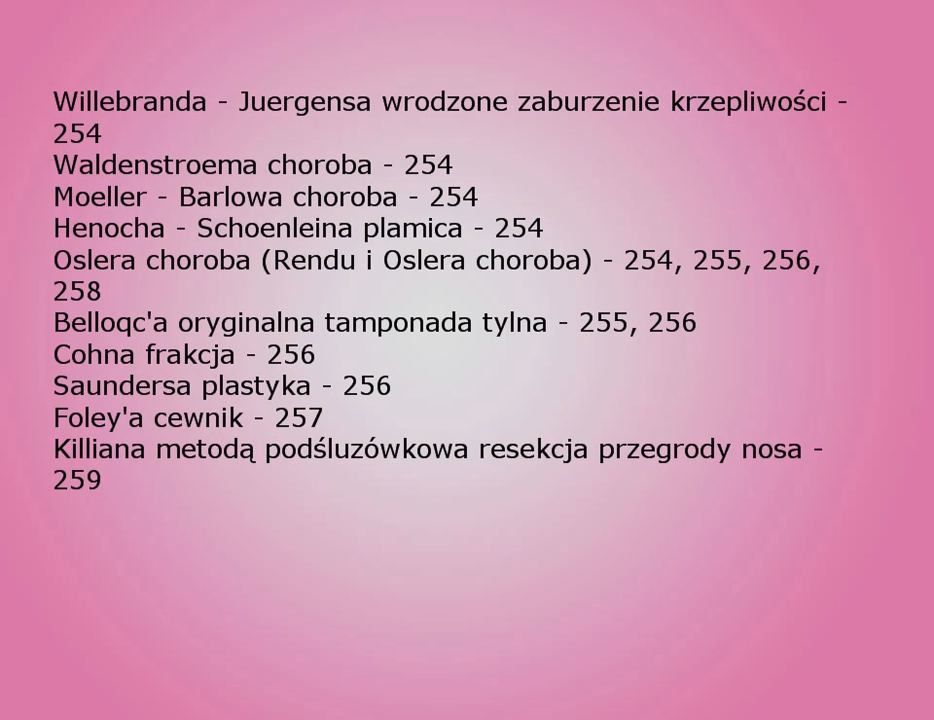 Willebranda - Juergensa wrodzone zaburzenie krzepliwości -
254
Waldenstroema choroba - 254
Moeller - Barlowa choroba - 254
Henocha - Schoenleina plamica - 254
Oslera choroba (Rendu i Oslera choroba) - 254, 255, 256,
258
Belloqc'a oryginalna tamponada tylna - 255, 256
Cohna frakcja - 256
Saundersa plastyka - 256
Foley'a cewnik - 257
Killiana metodą podśluzówkowa resekcja przegrody nosa -
259